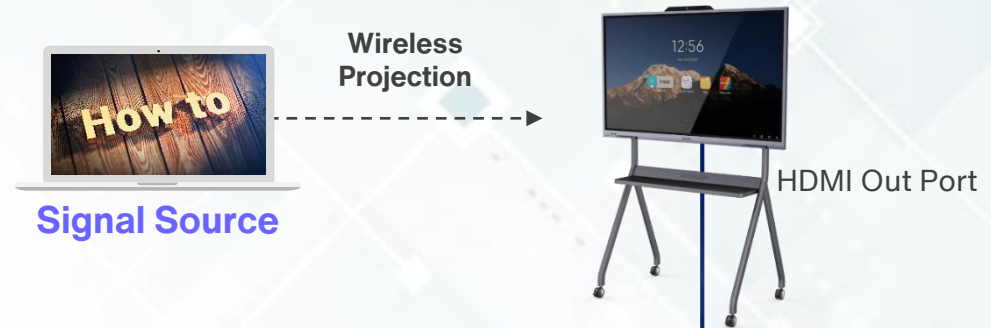 Wireless
Projection
12:56
How to
Signal Source
HDMI Out Port